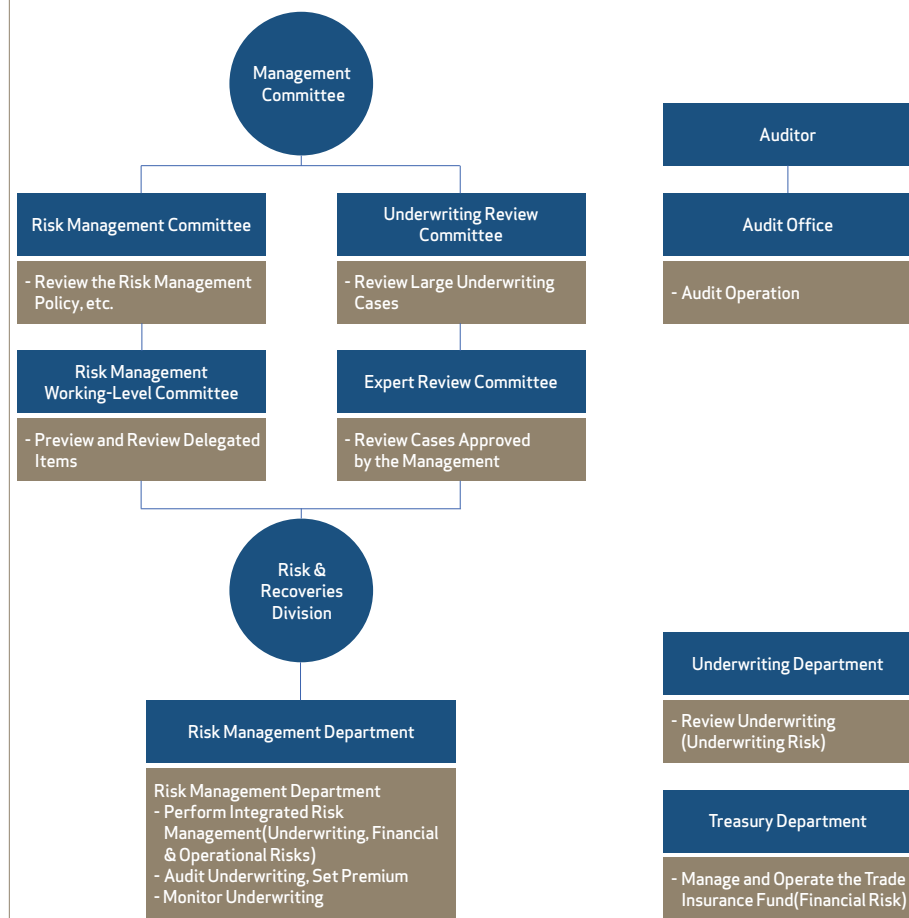 Management
Committee
Risk Management Committee
- Review the Risk Management
Policy, etc.
Underwriting Review
Committee
- Review Large Underwriting
Cases
Auditor
Audit Office
- Audit Operation
Risk Management
Working-Level Committee
- Preview and Review Delegated
Items
Expert Review Committee
- Review Cases Approved
by the Management
Risk &
Recoveries
Division
Risk Management Department
Risk Management Department
- Perform Integrated Risk
Management(Underwriting, Financial
& Operational Risks)
- Audit Underwriting, Set Premium
- Monitor Underwriting
Underwriting Department
- Review Underwriting
(Underwriting Risk)
Treasury Department
- Manage and Operate the Trade
Insurance Fund(Financial Risk)